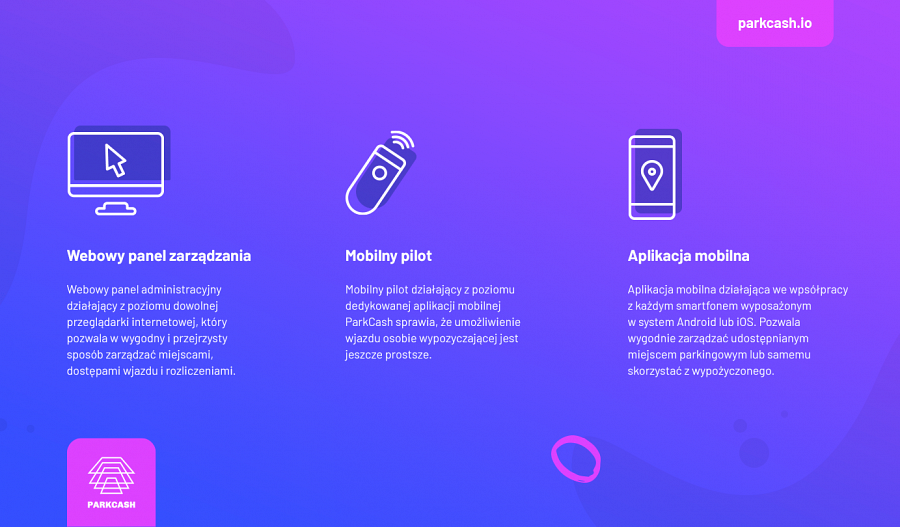 parkcash.io
Webowy panel zarządzania
Webowy panel administracyjny
działający z poziomu dowolnej
przeglądarki internetowej, który
pozwala w wygodny i przejrzysty
sposób zarządzać miejscami,
dostępami wjazdu i rozliczeniami.
Mobilny pilot
Mobilny pilot działający z poziomu
dedykowanej aplikacji mobilnej
ParkCash sprawia, że umożliwienie
wjazdu osobie wypozyczającej jest
jeszcze prostsze.
Aplikacja mobilna
Aplikacja mobilna działająca we wpsółpracy
z każdym smartfonem wyposażonym
w system Android lub iOS. Pozwala
wygodnie zarządzać udostępnianym
miejscem parkingowym lub samemu
skorzystać z wypożyczonego.
PARKCASH